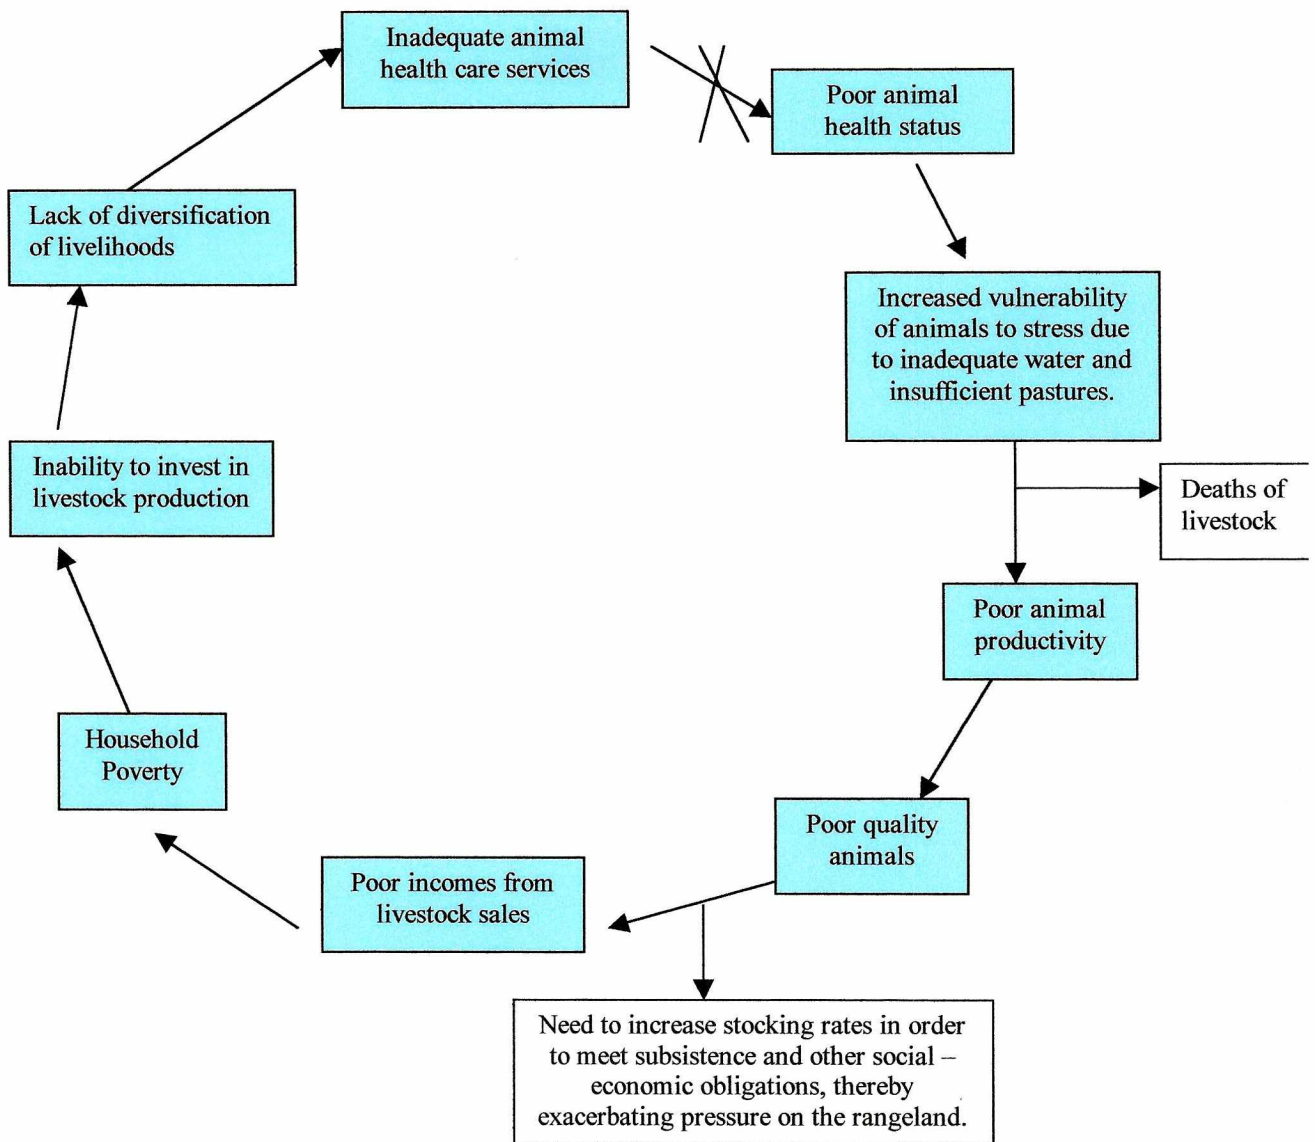 Inadequate animal
health care services
Poor animal
health status
Lack of diversification
of livelihoods
Increased vulnerability
of animals to stress due
to inadequate water and
insufficient pastures.
Inability to invest in
livestock production
Deaths of
livestock
Poor animal
productivity
Household
Poverty
Poor quality
animals
Poor incomes from
livestock sales
Need to increase stocking rates in order
to meet subsistence and other social –
economic obligations, thereby
exacerbating pressure on the rangeland.